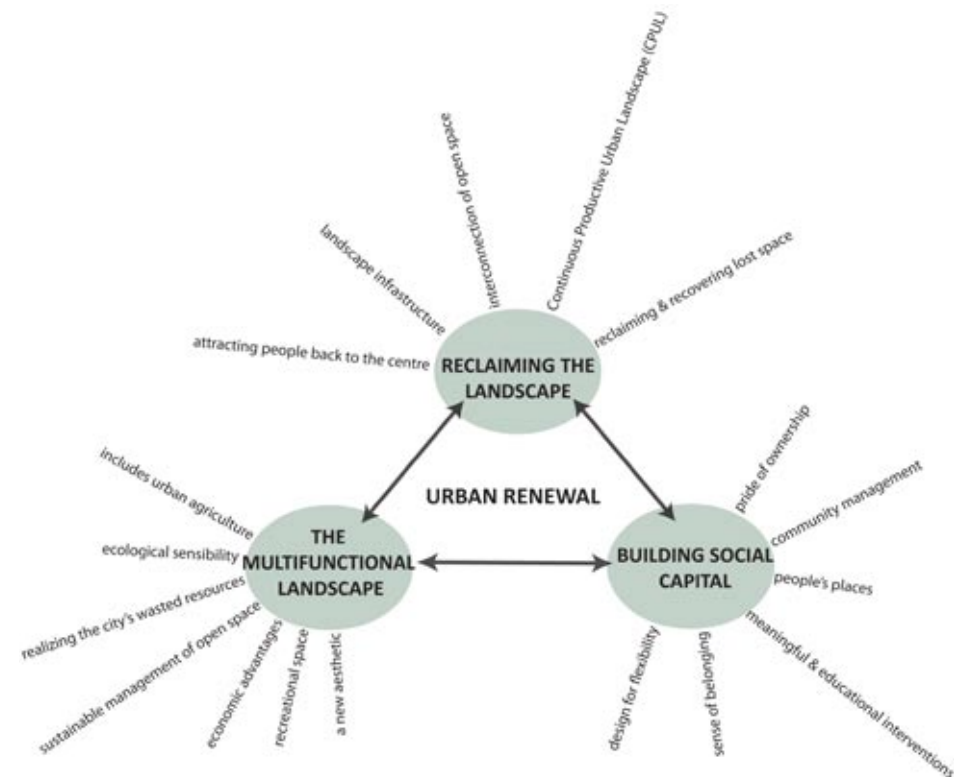 Continuous Productive Urban Landscape (CPUL)
interconnection of open space
landscape infrastructure
reclaiming & recovering lost space
attracting people back to the centre
RECLAIMING THE
LANDSCAPE
URBAN RENEWAL
includes urban agriculture
ecological sensibility
realizing the city's wasted resources
sustainable management of open space
economic advantages
recreational space
a new aesthetic
THE
MULTIFUNCTIONAL
LANDSCAPE
pride of ownership
community management
people's places
meaningful & educational interventions
sense of belonging
design for flexibility
BUILDING SOCIAL
CAPITAL